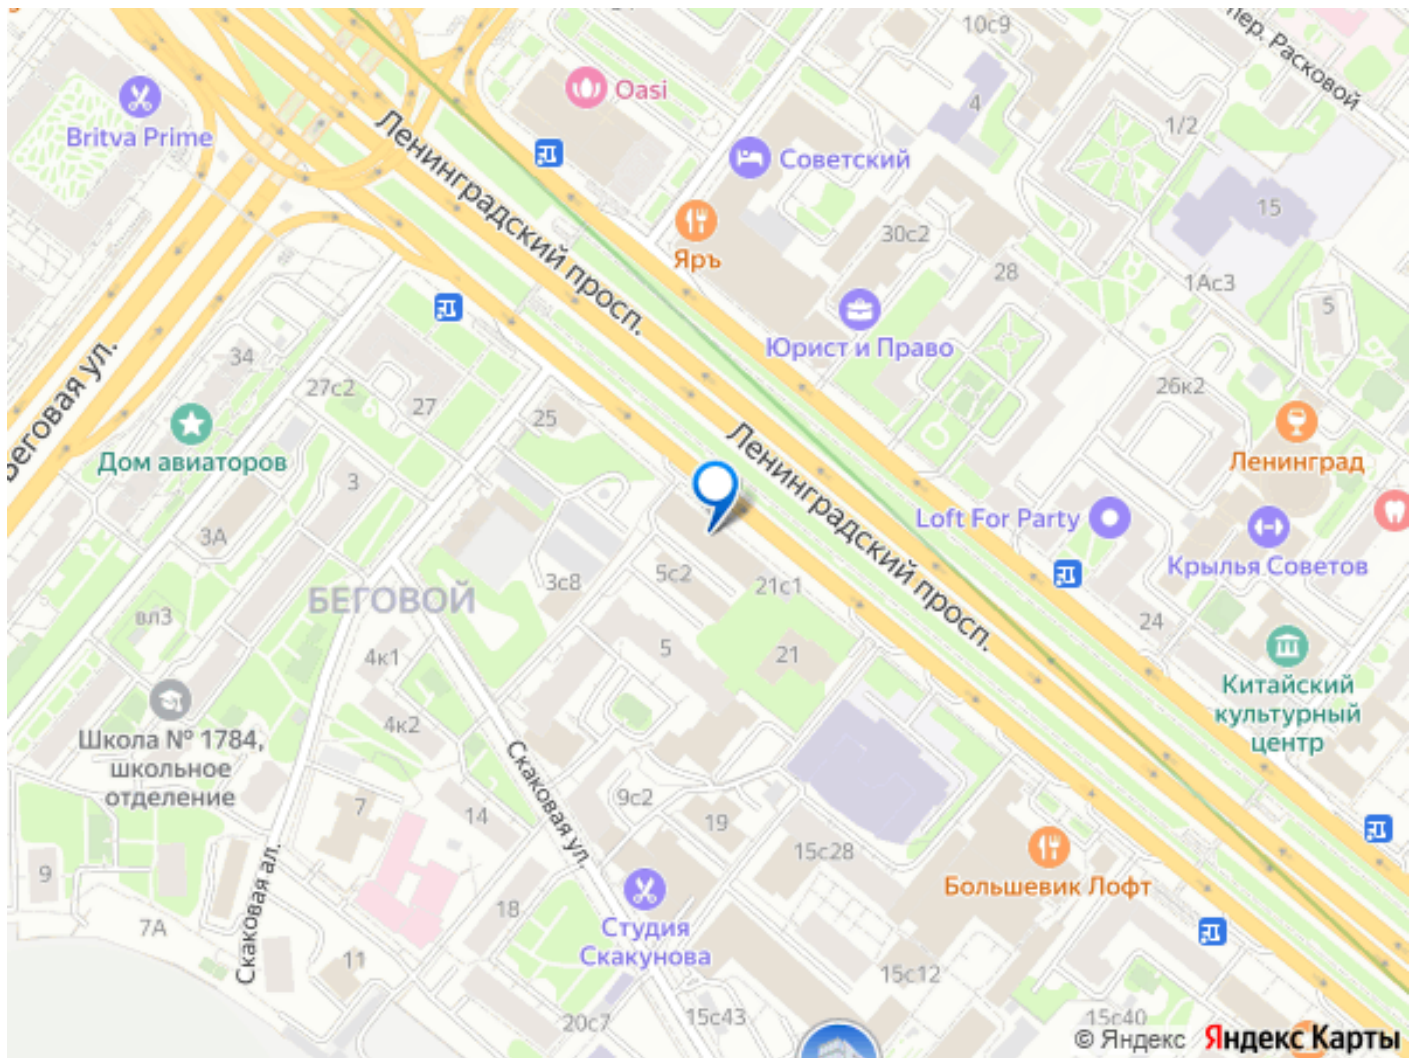 10с9
пер. Расковой
Oasi
Britva Prime
Ленинградский просп.
4
1/2
Советский
15
Яръ
30с2
28
1Ас3
5
Юрист и Право
34
27с2
27
25
26к2
Беговая ул.
Дом авиаторов
Ленинград
3
3А
Ленинградский просп.
Loft For Party
Крылья Советов
БЕГОВОЙ
3с8
5с2
21с1
вл3
4к1
5
21
24
Китайский
культурный
центр
4к2
Школа № 1784,
школьное
отделение
Скаковая ул.
7
14
9с2
19
15с28
Большевик Лофт
9
7А
Скаковая ал.
18
11
Студия
Скакунова
15с12
20с7
15с43
15с40
© Яндекс Яндекс Карты